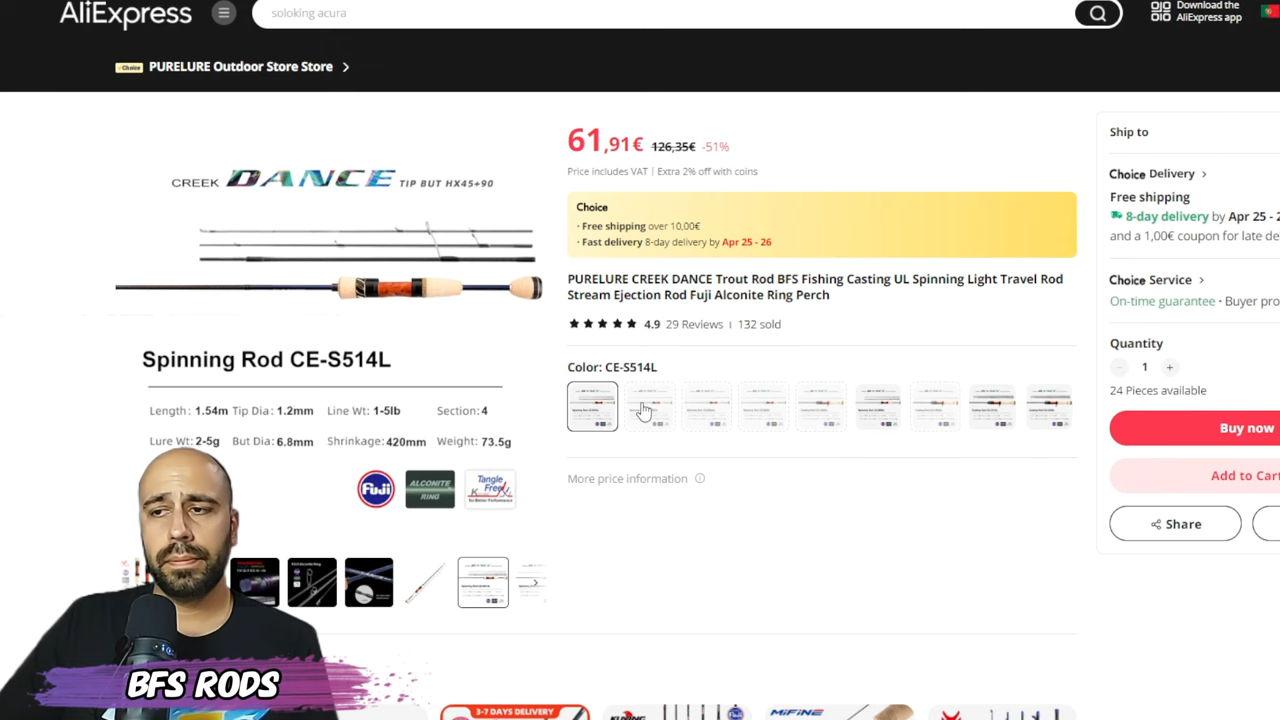 AliExpress
soloking acura
Download the
AliExpress app
Choice PURELURE Outdoor Store Store
CREEK DANCE TIP BUT HX45+90
Spinning Rod CE-S514L
Length: 1.54m Tip Dia: 1.2mm Line Wt: 1-5lb Section: 4
Lure Wt: 2-5g But Dia: 6.8mm Shrinkage: 420mm Weight: 73.5g
Fuji
ALCONITE
RING
Tangle
Free
61,91€ 126,35€ -51%
Price includes VAT | Extra 2% off with coins
Choice
· Free shipping over 10,00€
· Fast delivery 8-day delivery by Apr 25 - 26
PURELURE CREEK DANCE Trout Rod BFS Fishing Casting UL Spinning Light Travel Rod
Stream Ejection Rod Fuji Alconite Ring Perch
4.9 29 Reviews | 132 sold
Color: CE-S514L
More price information
Ship to
Choice Delivery
Free shipping
8-day delivery by Apr 25 -
and a 1,00€ coupon for late de
Choice Service
On-time guarantee · Buyer pro
Quantity
− 1 +
24 Pieces available
Buy now
Add to Cart
Share
BFS RODS
3-7 DAYS DELIVERY
MiFiNE